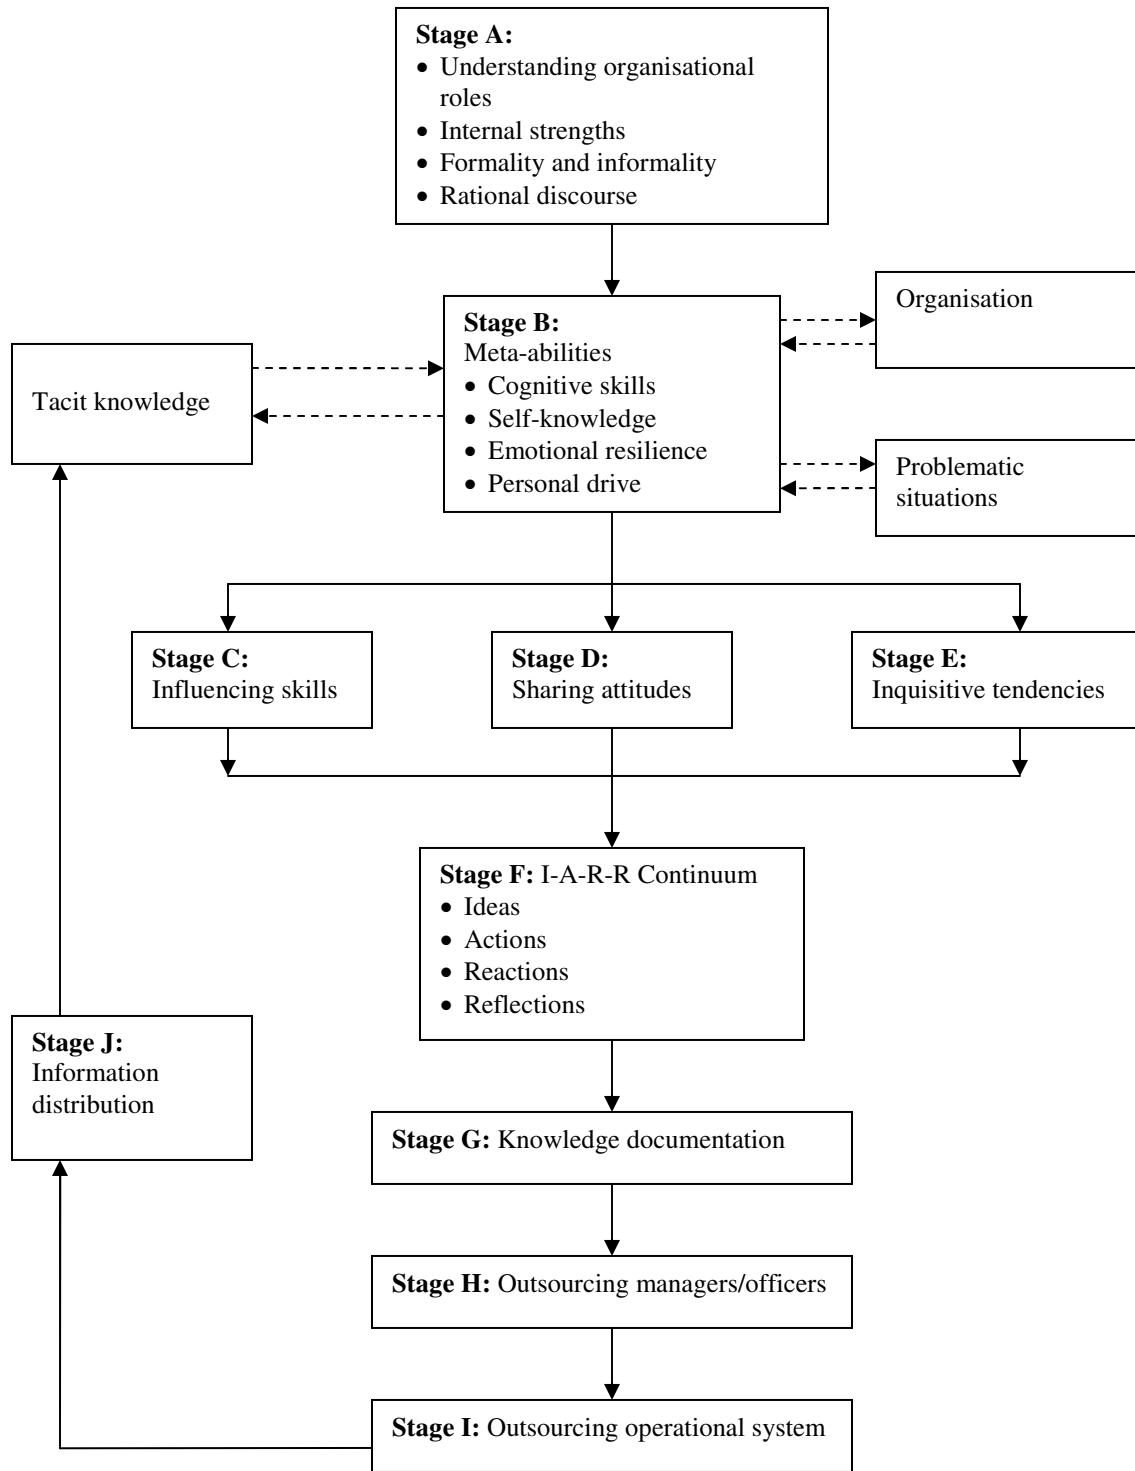 Stage A:
• Understanding organisational
roles
• Internal strengths
• Formality and informality
• Rational discourse
Organisation
Stage B:
Meta-abilities
• Cognitive skills
• Self-knowledge
• Emotional resilience
• Personal drive
Tacit knowledge
Problematic
situations
Stage C:
Influencing skills
Stage D:
Sharing attitudes
Stage E:
Inquisitive tendencies
Stage F: I-A-R-R Continuum
• Ideas
• Actions
• Reactions
• Reflections
Stage J:
Information
distribution
Stage G: Knowledge documentation
Stage H: Outsourcing managers/officers
Stage I: Outsourcing operational system